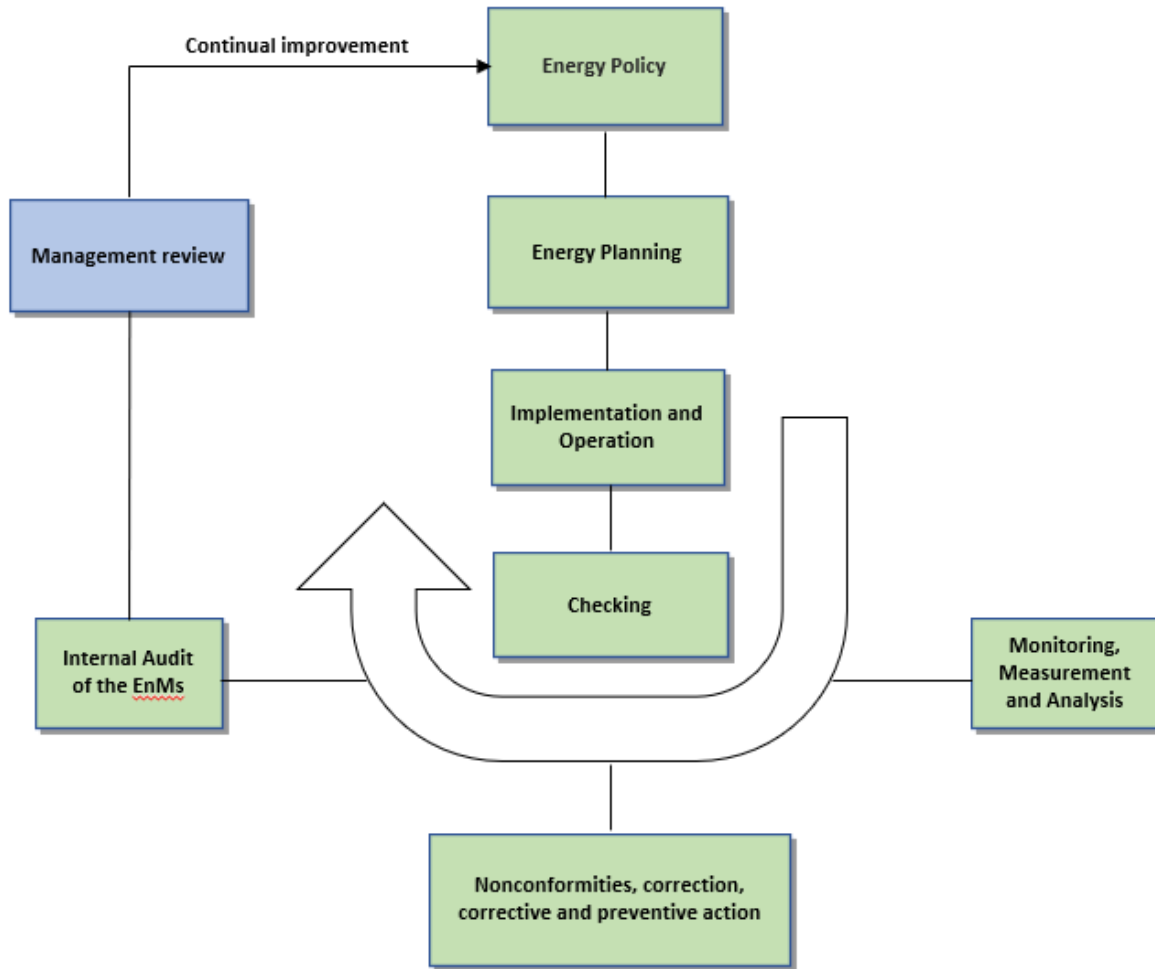 Continual improvement
Energy Policy
Management review
Energy Planning
Implementation and
Operation
Checking
Internal Audit
of the EnMs
Monitoring,
Measurement
and Analysis
Nonconformities, correction,
corrective and preventive action